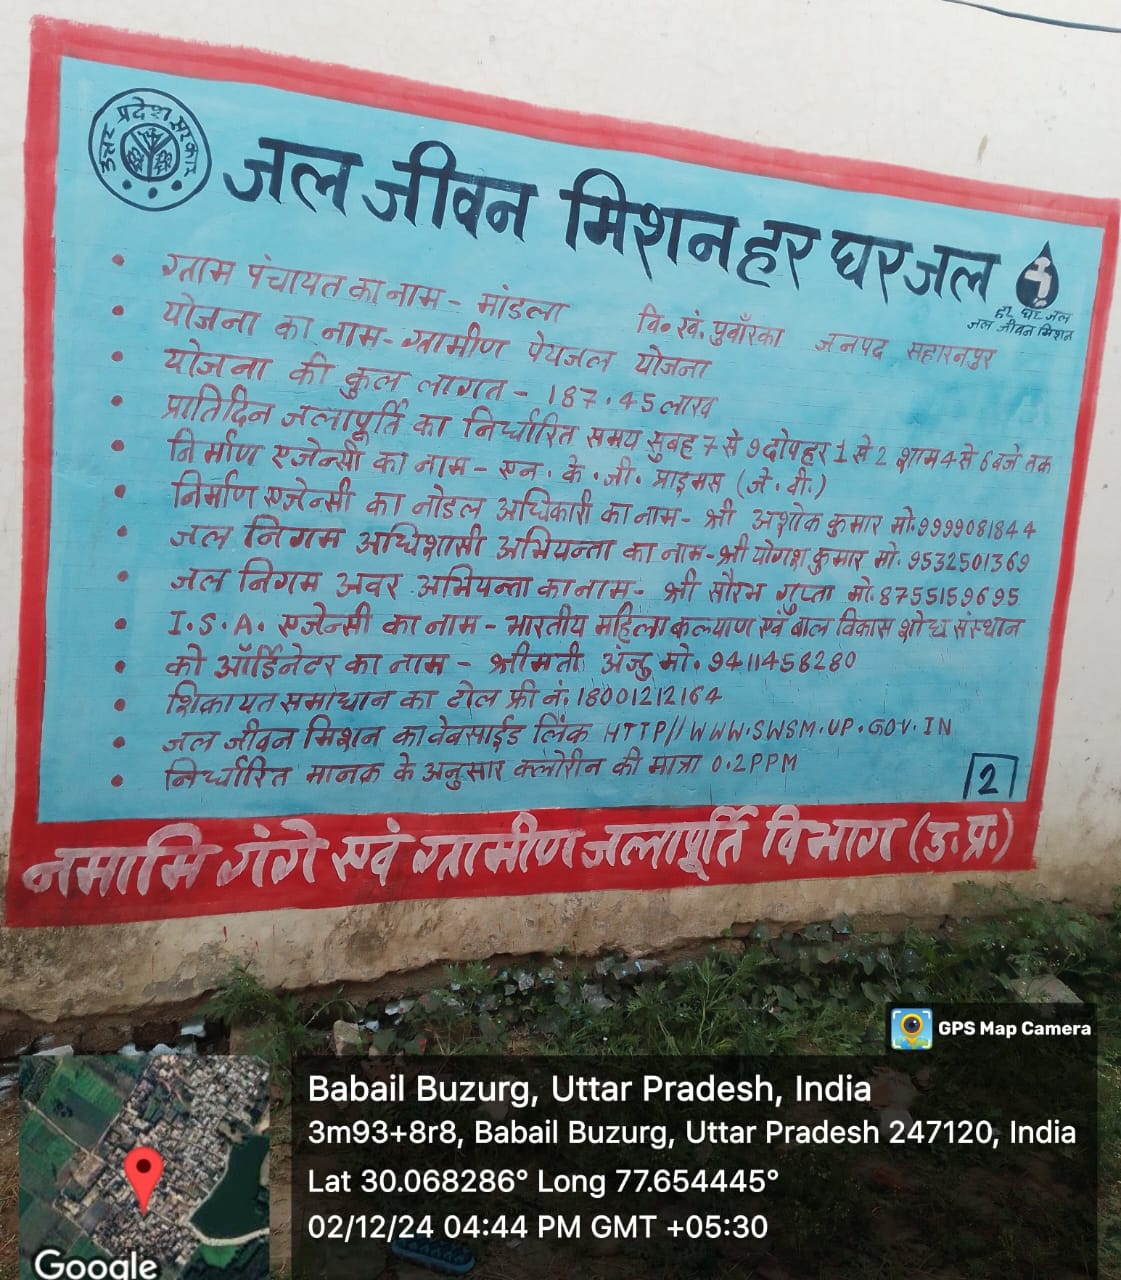 उत्तर प्रदेश सरकार
जल जीवन मिशन हर घर जल
हर घर जल
जल जीवन मिशन
• ग्राम पंचायत का नाम - मांडला वि. खं. पुवाँरका जनपद सहारनपुर
• योजना का नाम - ग्रामीण पेयजल योजना
• योजना की कुल लागत - 187.45 लाख
• प्रतिदिन जलापूर्ति का निर्धारित समय सुबह 7 से 9 दोपहर 1 से 2 शाम 4 से 6 बजे तक
• निर्माण एजेन्सी का नाम - एन. के. जी. प्राइमस (जे. वी.)
• निर्माण एजेन्सी का नोडल अधिकारी का नाम - श्री अशोक कुमार मो. 9999081844
• जल निगम अधिशासी अभियन्ता का नाम - श्री योगेश कुमार मो. 9532501369
• जल निगम अवर अभियन्ता का नाम - श्री सौरभ गुप्ता मो. 8755159695
• I.S.A. एजेन्सी का नाम - भारतीय महिला कल्याण एवं बाल विकास शोध संस्थान
• को ऑर्डिनेटर का नाम - श्रीमती अंजु मो. 9411458280
• शिकायत समाधान का टोल फ्री नं. 18001212164
• जल जीवन मिशन का वेबसाईड लिंक HTTP//WWW.SWSM.UP.GOV.IN
• निर्धारित मानक के अनुसार क्लोरीन की मात्रा 0.2PPM
2
नमामि गंगे एवं ग्रामीण जलापूर्ति विभाग (उ.प्र.)
GPS Map Camera
Babail Buzurg, Uttar Pradesh, India
3m93+8r8, Babail Buzurg, Uttar Pradesh 247120, India
Lat 30.068286° Long 77.654445°
02/12/24 04:44 PM GMT +05:30
Google